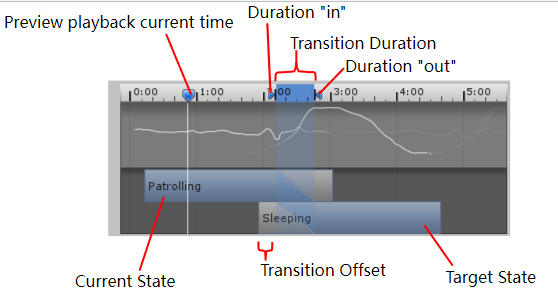 Duration "in"
Preview playback current time
Transition Duration
Duration "out"
0:00 1:00 2:00 3:00 4:00 5:00
Patrolling
Sleeping
Current State
Transition Offset
Target State